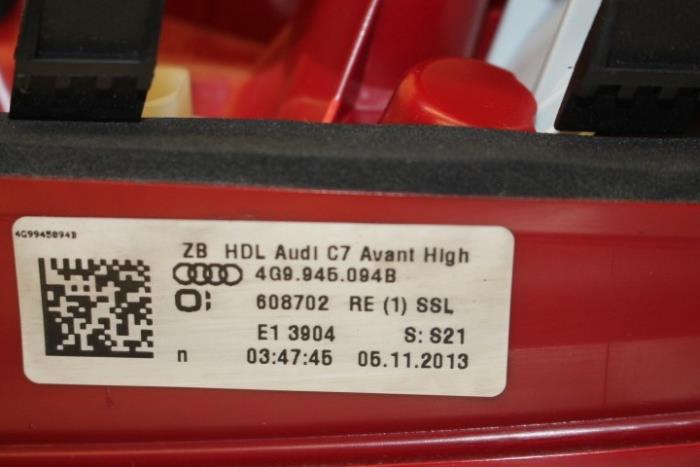 4G9945094B
ZB HDL Audi C7 Avant High
4G9.945.094B
608702 RE (1) SSL
E1 3904 S: S21
n 03:47:45 05.11.2013